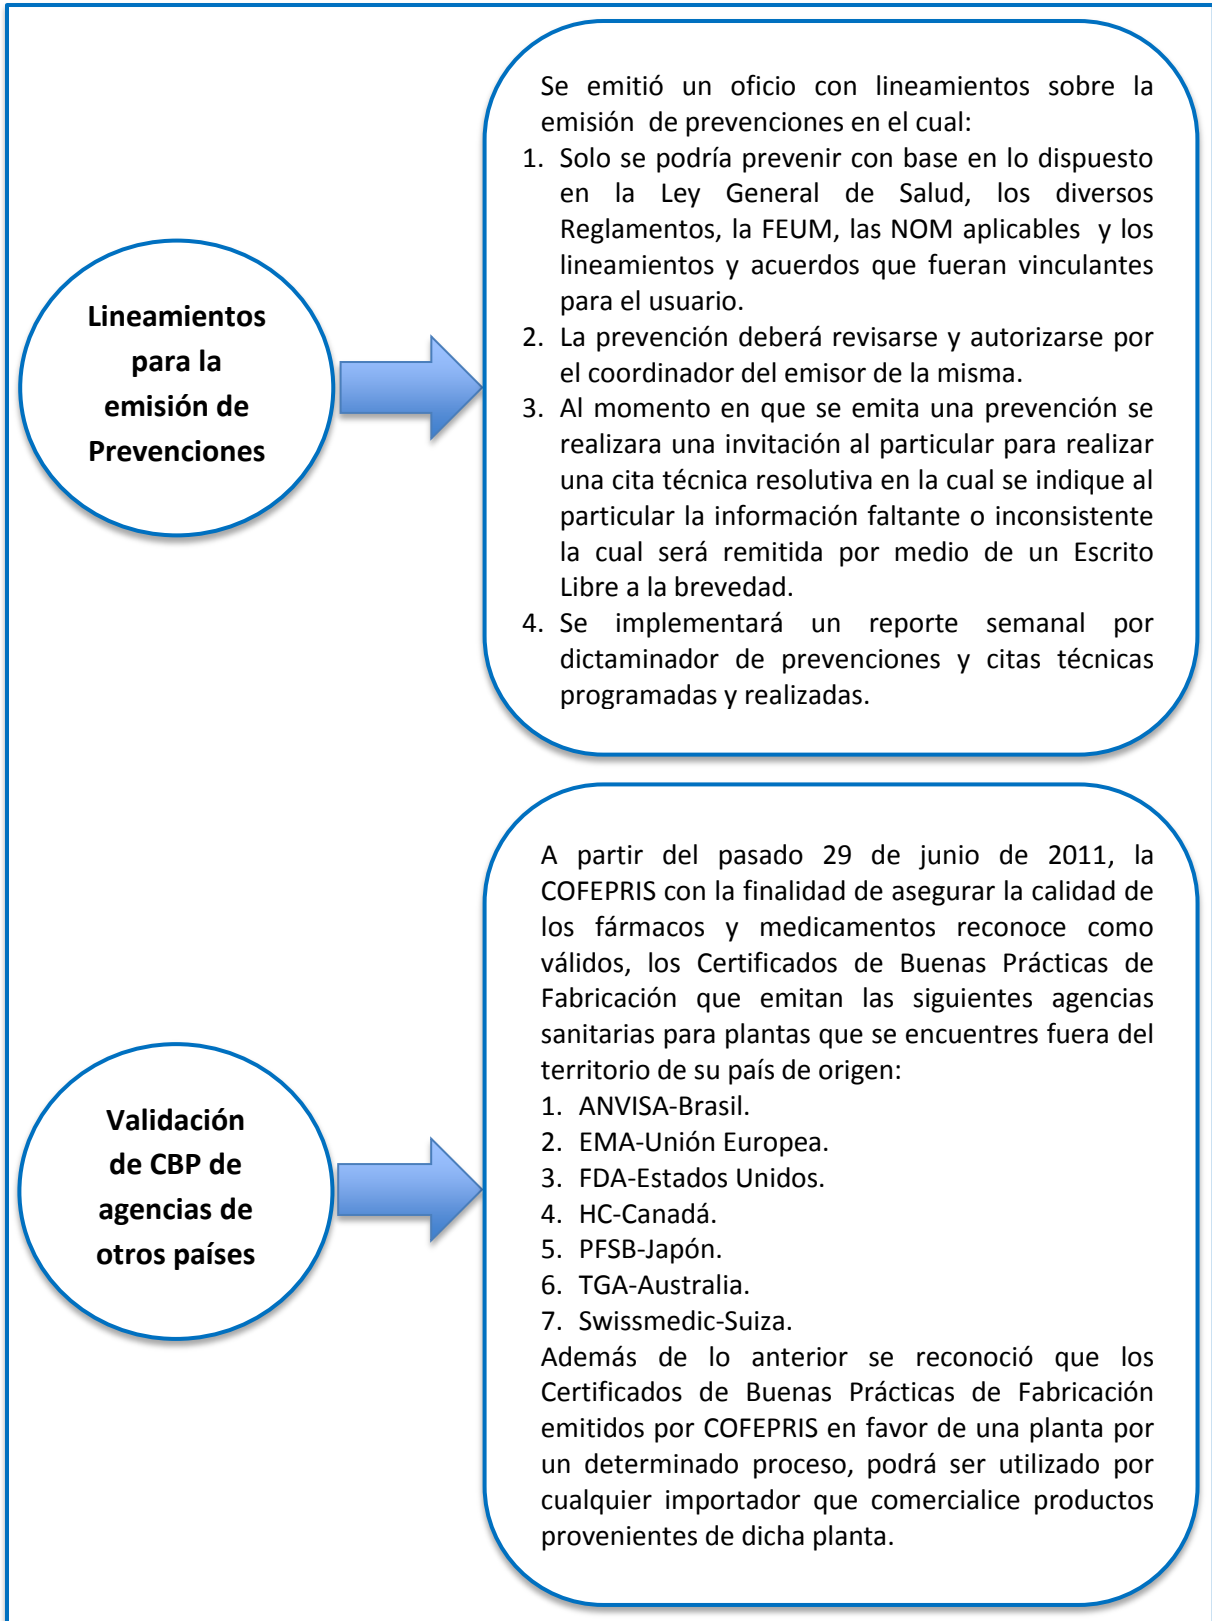 Lineamientos
para la
emisión de
Prevenciones
Se emitió un oficio con lineamientos sobre la
emisión de prevenciones en el cual:
1. Solo se podría prevenir con base en lo dispuesto
en la Ley General de Salud, los diversos
Reglamentos, la FEUM, las NOM aplicables y los
lineamientos y acuerdos que fueran vinculantes
para el usuario.
2. La prevención deberá revisarse y autorizarse por
el coordinador del emisor de la misma.
3. Al momento en que se emita una prevención se
realizara una invitación al particular para realizar
una cita técnica resolutiva en la cual se indique al
particular la información faltante o inconsistente
la cual será remitida por medio de un Escrito
Libre a la brevedad.
4. Se implementará un reporte semanal por
dictaminador de prevenciones y citas técnicas
programadas y realizadas.
Validación
de CBP de
agencias de
otros países
A partir del pasado 29 de junio de 2011, la
COFEPRIS con la finalidad de asegurar la calidad de
los fármacos y medicamentos reconoce como
válidos, los Certificados de Buenas Prácticas de
Fabricación que emitan las siguientes agencias
sanitarias para plantas que se encuentres fuera del
territorio de su país de origen:
1. ANVISA-Brasil.
2. EMA-Unión Europea.
3. FDA-Estados Unidos.
4. HC-Canadá.
5. PFSB-Japón.
6. TGA-Australia.
7. Swissmedic-Suiza.
Además de lo anterior se reconoció que los
Certificados de Buenas Prácticas de Fabricación
emitidos por COFEPRIS en favor de una planta por
un determinado proceso, podrá ser utilizado por
cualquier importador que comercialice productos
provenientes de dicha planta.